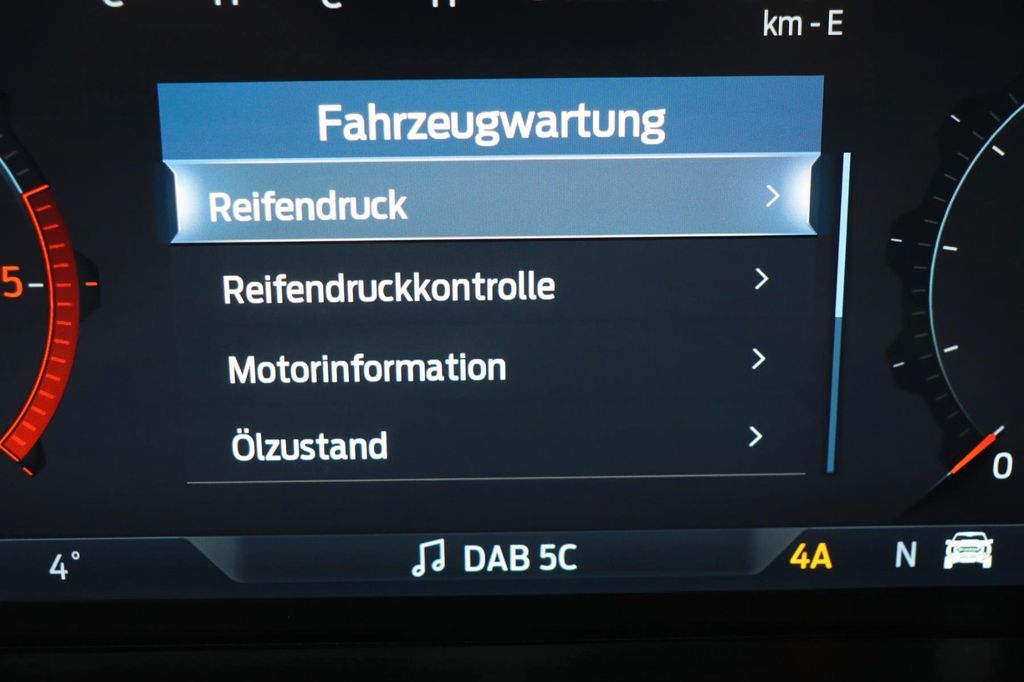 km - E
Fahrzeugwartung
Reifendruck
Reifendruckkontrolle
5
Motorinformation
Ölzustand
0
4°
DAB 5C
4A
N